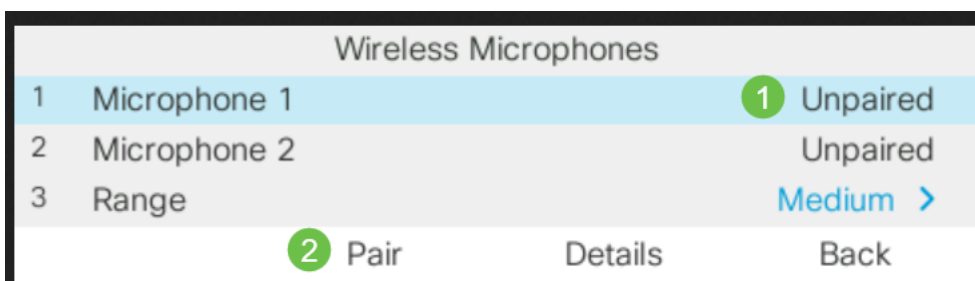 Wireless Microphones
1 Microphone 1 1 Unpaired
2 Microphone 2 Unpaired
3 Range Medium >
2 Pair Details Back